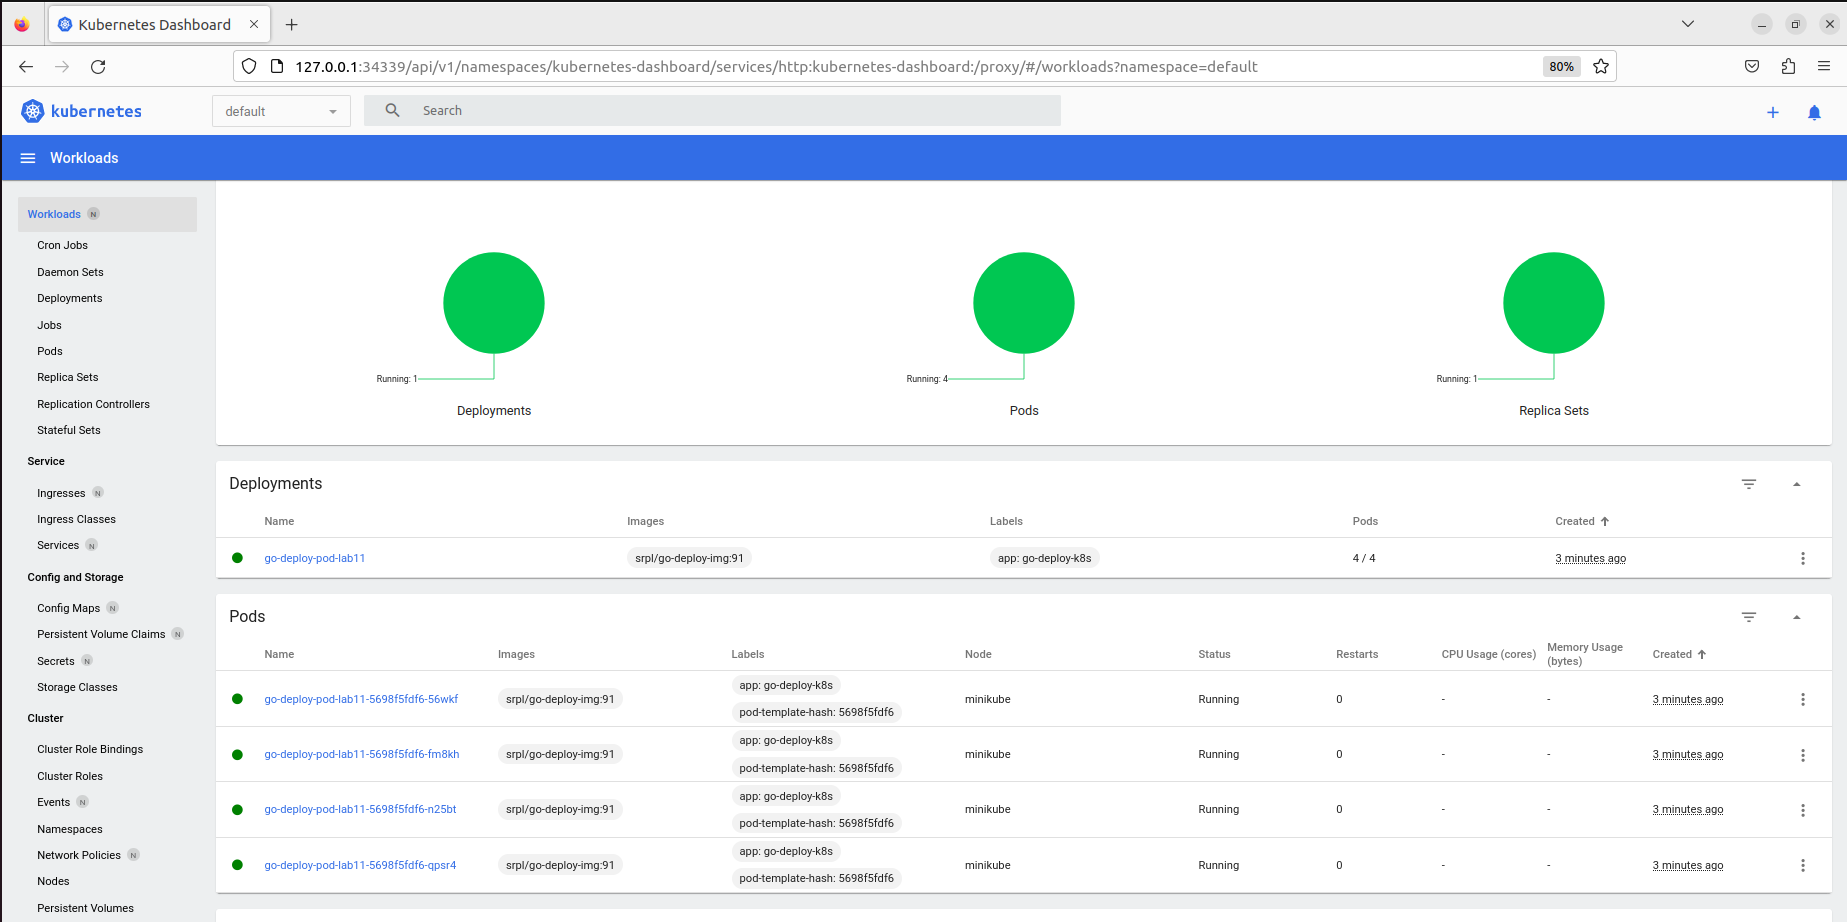 Kubernetes Dashboard
127.0.0.1:34339/api/v1/namespaces/kubernetes-dashboard/services/http:kubernetes-dashboard:/proxy/#/workloads?namespace=default 80%
kubernetes default Search
Workloads
Workloads N
Cron Jobs
Daemon Sets
Deployments
Jobs
Pods
Replica Sets
Replication Controllers
Stateful Sets
Service
Ingresses N
Ingress Classes
Services N
Config and Storage
Config Maps N
Persistent Volume Claims N
Secrets N
Storage Classes
Cluster
Cluster Role Bindings
Cluster Roles
Events N
Namespaces
Network Policies N
Nodes
Persistent Volumes
Running: 1
Deployments
Running: 4
Pods
Running: 1
Replica Sets
Deployments
Name Images Labels Pods Created
go-deploy-pod-lab11 srpl/go-deploy-img:91 app: go-deploy-k8s 4 / 4 3 minutes ago
Pods
Name Images Labels Node Status Restarts CPU Usage (cores) Memory Usage (bytes) Created
go-deploy-pod-lab11-5698f5fdf6-56wkf srpl/go-deploy-img:91 app: go-deploy-k8s pod-template-hash: 5698f5fdf6 minikube Running 0 - - 3 minutes ago
go-deploy-pod-lab11-5698f5fdf6-fm8kh srpl/go-deploy-img:91 app: go-deploy-k8s pod-template-hash: 5698f5fdf6 minikube Running 0 - - 3 minutes ago
go-deploy-pod-lab11-5698f5fdf6-n25bt srpl/go-deploy-img:91 app: go-deploy-k8s pod-template-hash: 5698f5fdf6 minikube Running 0 - - 3 minutes ago
go-deploy-pod-lab11-5698f5fdf6-qpsr4 srpl/go-deploy-img:91 app: go-deploy-k8s pod-template-hash: 5698f5fdf6 minikube Running 0 - - 3 minutes ago